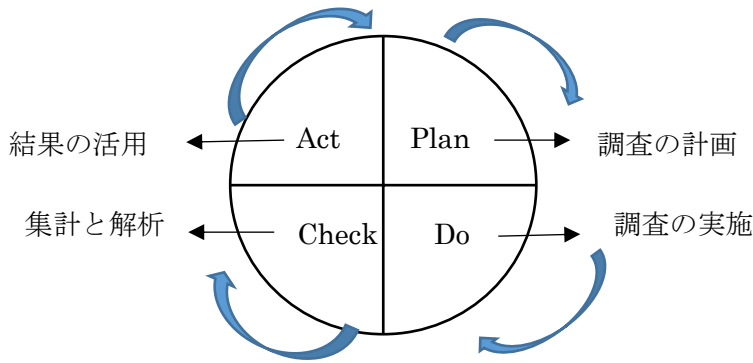 結果の活用
Act
Plan
調査の計画
集計と解析
Check
Do
調査の実施